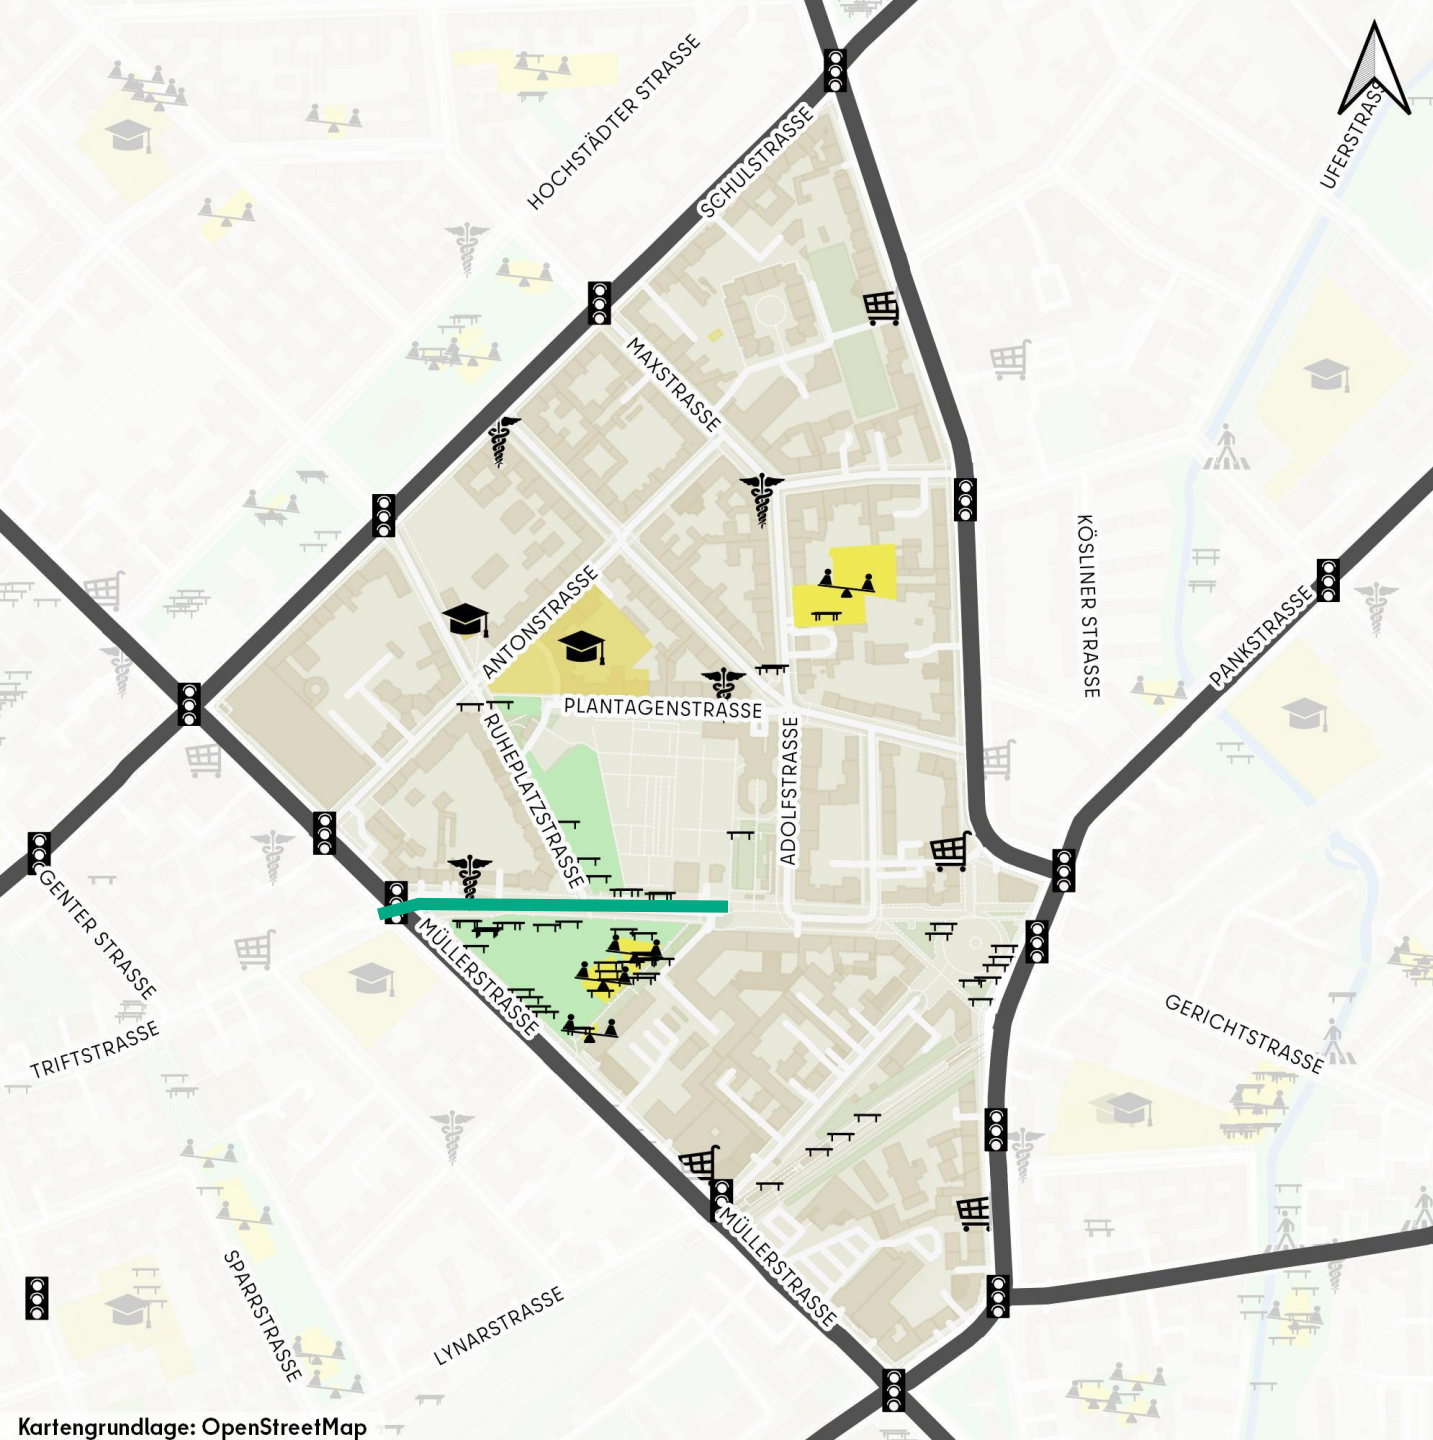 HOCHSTÄDTER STRASSE
SCHULSTRASSE
UFERSTRASS
MAXSTRASSE
ANTONSTRASSE
KÖSLINER STRASSE
PANKSTRASSE
PLANTAGENSTRASSE
RUHEPLATZSTRASSE
ADOLFSTRASSE
GENTER STRASSE
MÜLLERSTRASSE
TRIFTSTRASSE
GERICHTSTRASSE
MÜLLERSTRASSE
SPARRSTRASSE
LYNARSTRASSE
Kartengrundlage: OpenStreetMap